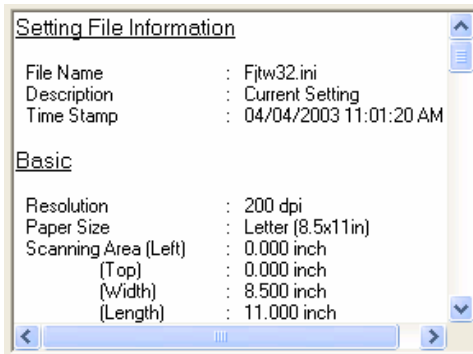 Setting File Information
File Name : Fjtw32.ini
Description : Current Setting
Time Stamp : 04/04/2003 11:01:20 AM
Basic
Resolution : 200 dpi
Paper Size : Letter (8.5x11in)
Scanning Area (Left) : 0.000 inch
(Top) : 0.000 inch
(Width) : 8.500 inch
(Length) : 11.000 inch